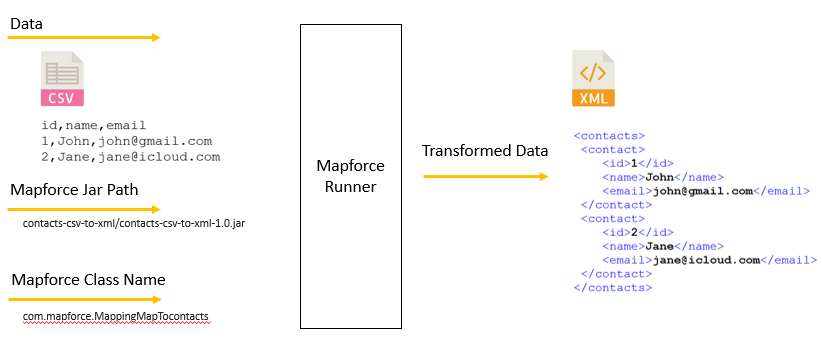 Data
CSV
id,name,email
1,John,john@gmail.com
2,Jane,jane@icloud.com
Mapforce Jar Path
contacts-csv-to-xml/contacts-csv-to-xml-1.0.jar
Mapforce Class Name
com.mapforce.MappingMapTocontacts
Mapforce
Runner
Transformed Data
XML
<contacts>
<contact>
<id>1</id>
<name>John</name>
<email>john@gmail.com</email>
</contact>
<contact>
<id>2</id>
<name>Jane</name>
<email>jane@icloud.com</email>
</contact>
</contacts>